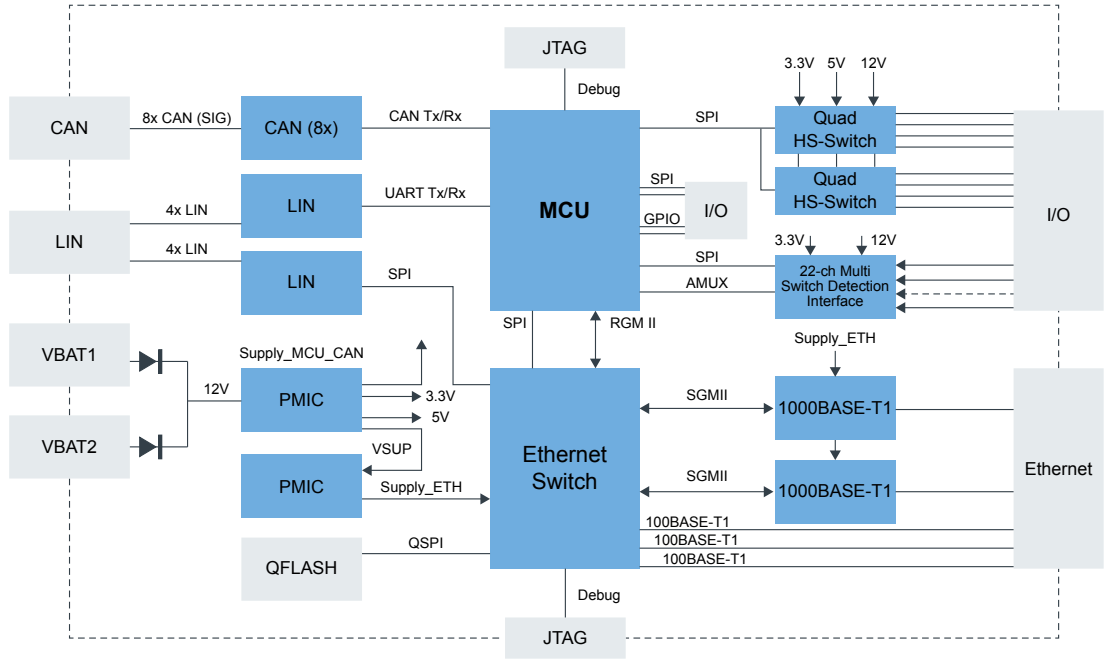 JTAG
Debug
3.3V 5V 12V
CAN
8x CAN (SIG)
CAN (8x)
CAN Tx/Rx
MCU
SPI
Quad
HS-Switch
Quad
HS-Switch
I/O
LIN
4x LIN
4x LIN
LIN
UART Tx/Rx
LIN
SPI
SPI
GPIO
I/O
3.3V 12V
SPI
AMUX
22-ch Multi
Switch Detection
Interface
SPI
RGM II
VBAT1
VBAT2
12V
Supply_MCU_CAN
PMIC
3.3V
5V
VSUP
PMIC
Supply_ETH
QFLASH
QSPI
Ethernet
Switch
Supply_ETH
SGMII
1000BASE-T1
SGMII
1000BASE-T1
Ethernet
100BASE-T1
100BASE-T1
100BASE-T1
Debug
JTAG